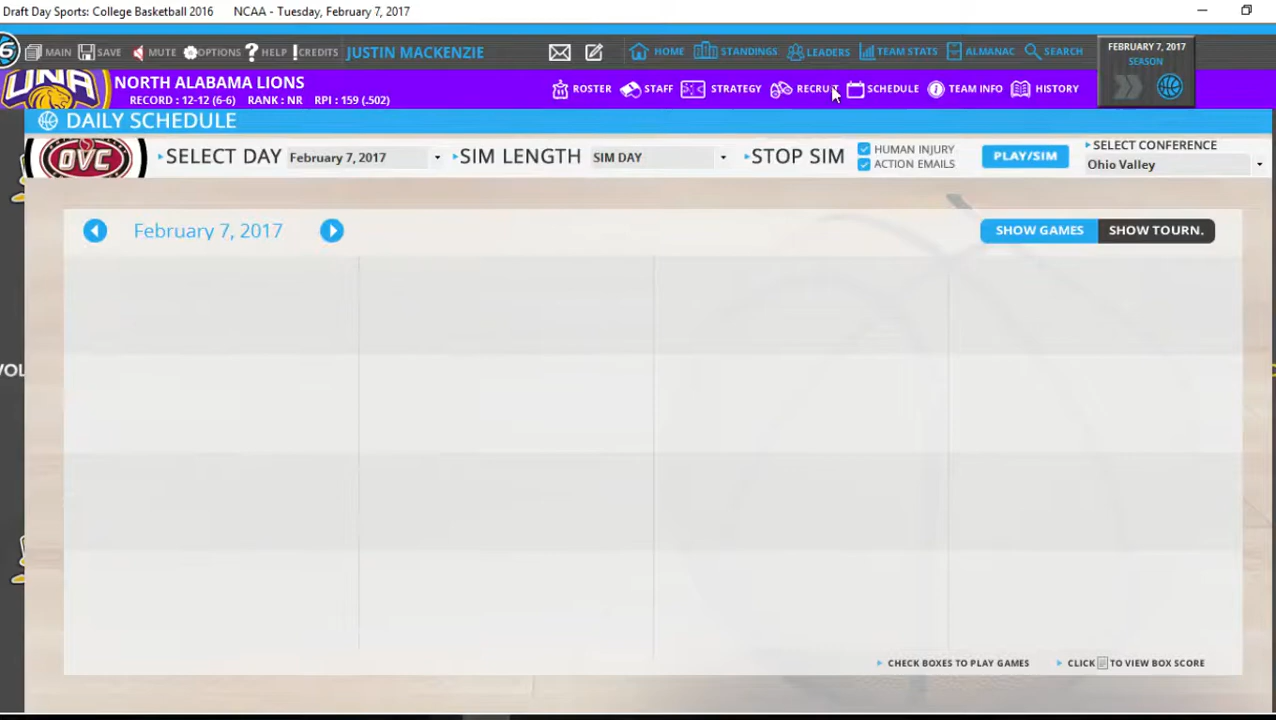 Draft Day Sports: College Basketball 2016 NCAA - Tuesday, February 7, 2017
MAIN SAVE MUTE OPTIONS ? HELP ! CREDITS JUSTIN MACKENZIE HOME STANDINGS LEADERS TEAM STATS ALMANAC SEARCH
FEBRUARY 7, 2017
SEASON
UNA
NORTH ALABAMA LIONS
RECORD : 12-12 (6-6) RANK : NR RPI : 159 (.502)
ROSTER STAFF STRATEGY RECRUIT SCHEDULE TEAM INFO HISTORY
DAILY SCHEDULE
OVC
SELECT DAY February 7, 2017 SIM LENGTH SIM DAY STOP SIM
HUMAN INJURY
ACTION EMAILS
PLAY/SIM
SELECT CONFERENCE
Ohio Valley
February 7, 2017
SHOW GAMES SHOW TOURN.
VOL
CHECK BOXES TO PLAY GAMES CLICK TO VIEW BOX SCORE